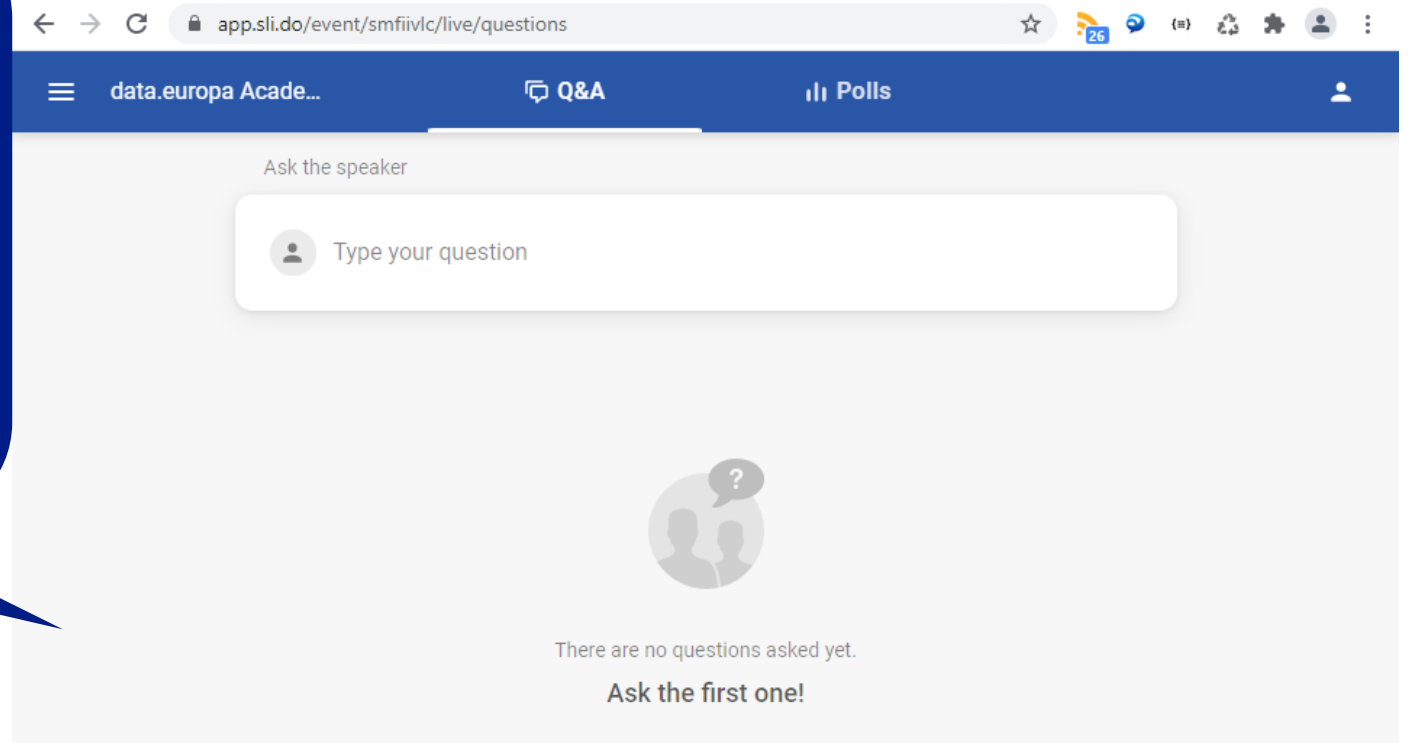 app.sli.do/event/smfiivlc/live/questions
26
{=}
data.europa Acade...
Q&A
Polls
Ask the speaker
Type your question
?
There are no questions asked yet.
Ask the first one!